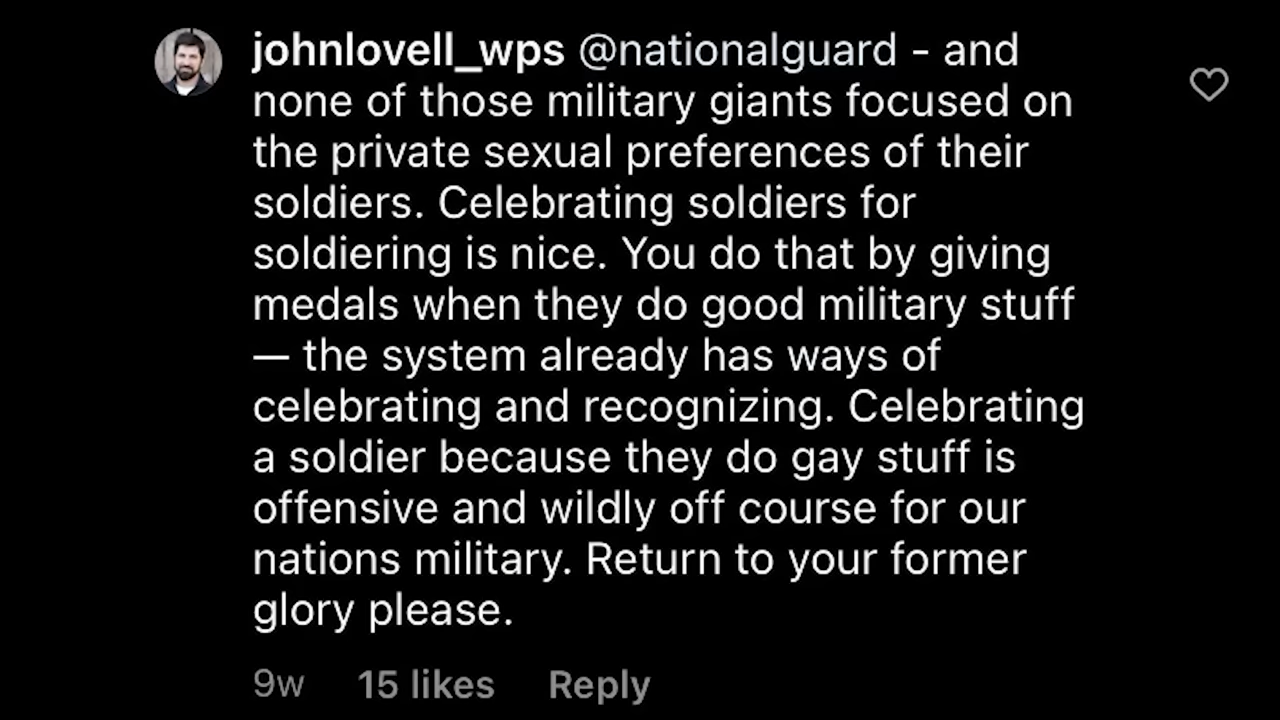 johnlovell_wps @nationalguard - and
none of those military giants focused on
the private sexual preferences of their
soldiers. Celebrating soldiers for
soldiering is nice. You do that by giving
medals when they do good military stuff
— the system already has ways of
celebrating and recognizing. Celebrating
a soldier because they do gay stuff is
offensive and wildly off course for our
nations military. Return to your former
glory please.
9w 15 likes Reply